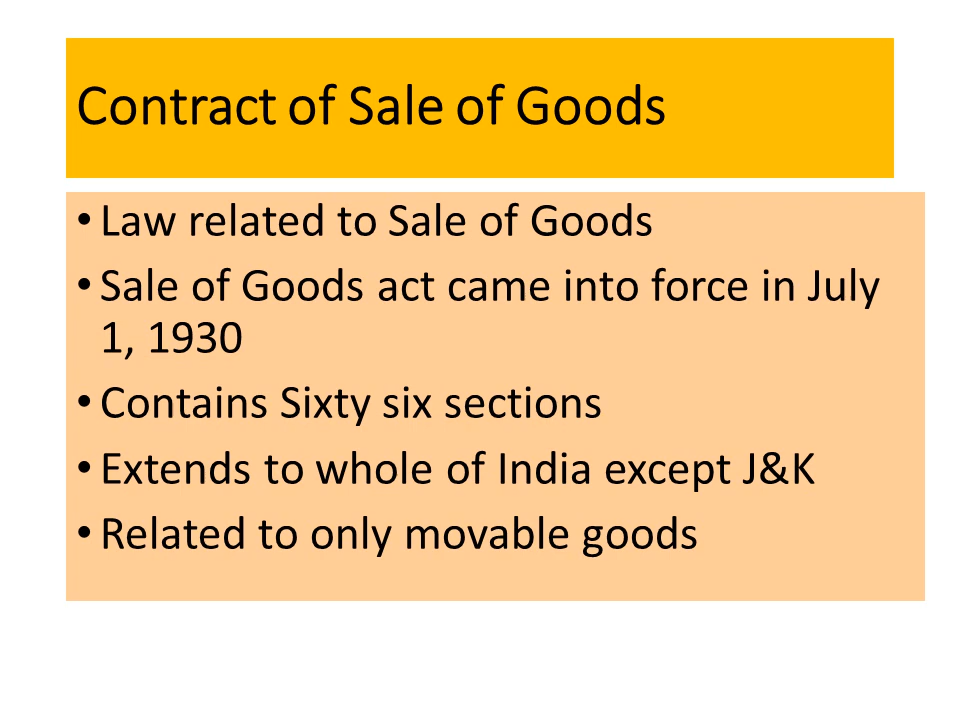 Contract of Sale of Goods
• Law related to Sale of Goods
• Sale of Goods act came into force in July
1, 1930
• Contains Sixty six sections
• Extends to whole of India except J&K
• Related to only movable goods